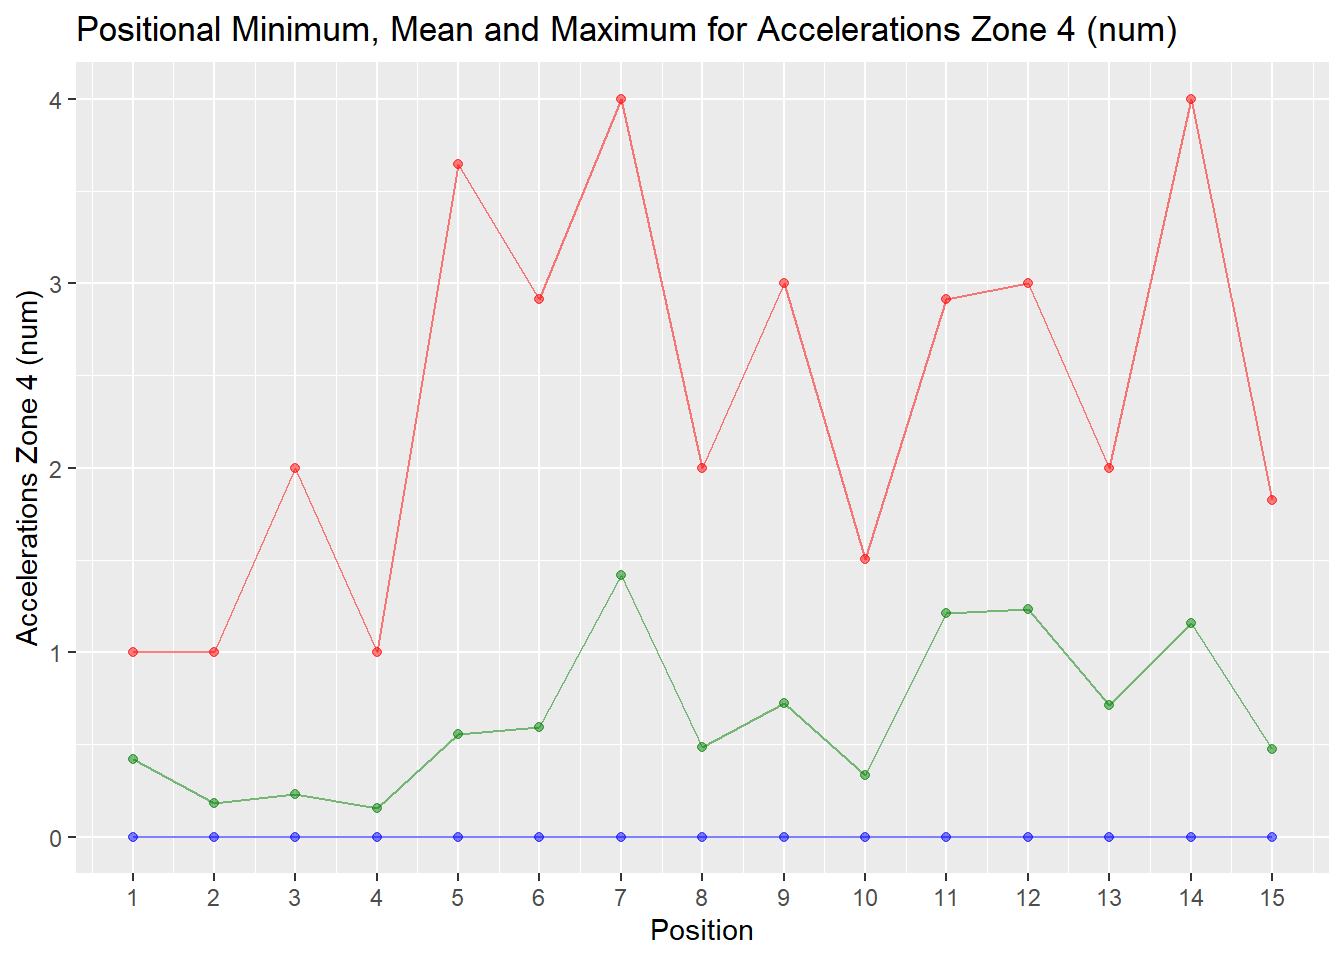 Positional Minimum, Mean and Maximum for Accelerations Zone 4 (num)
Accelerations Zone 4 (num)
4
3
2
1
0
1 2 3 4 5 6 7 8 9 10 11 12 13 14 15
Position